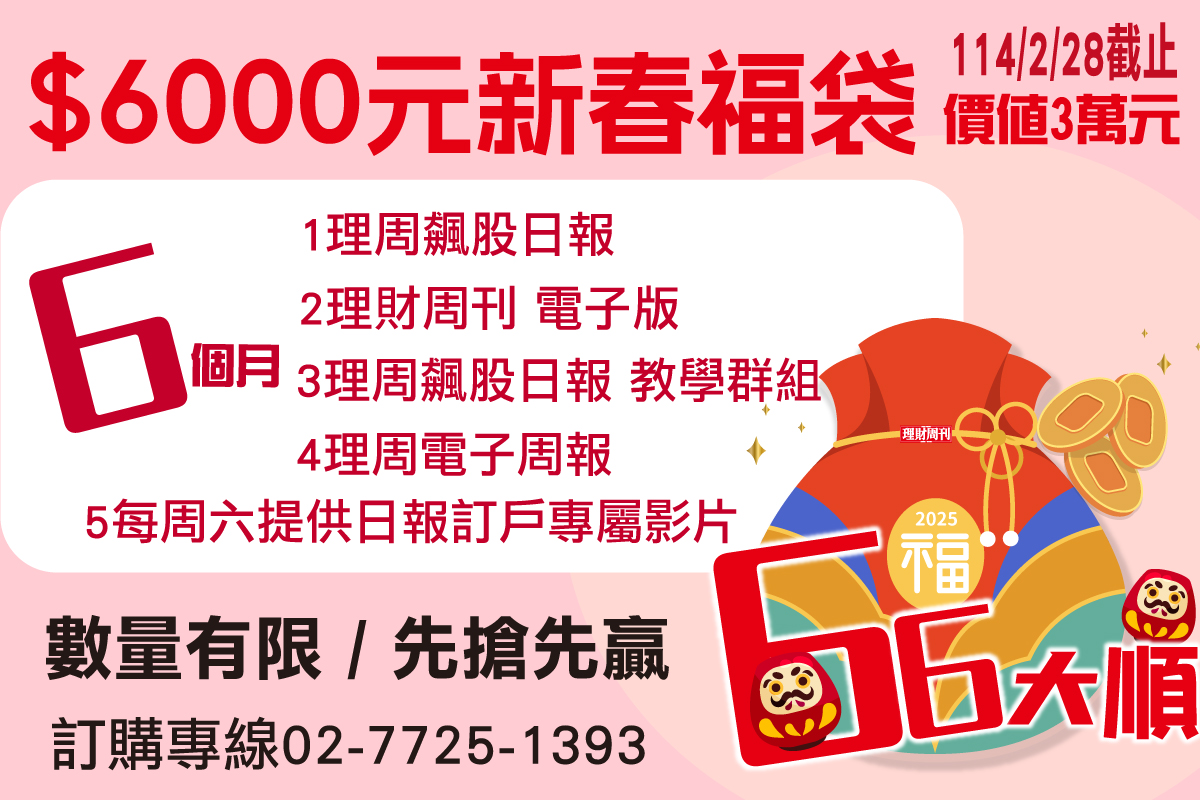 $6000元新春福袋
114/2/28截止
價值3萬元
6個月
1理周飆股日報
2理財周刊 電子版
3理周飆股日報 教學群組
4理周電子周報
5每周六提供日報訂戶專屬影片
理財周刊
2025
福
66大順
數量有限 / 先搶先贏
訂購專線02-7725-1393